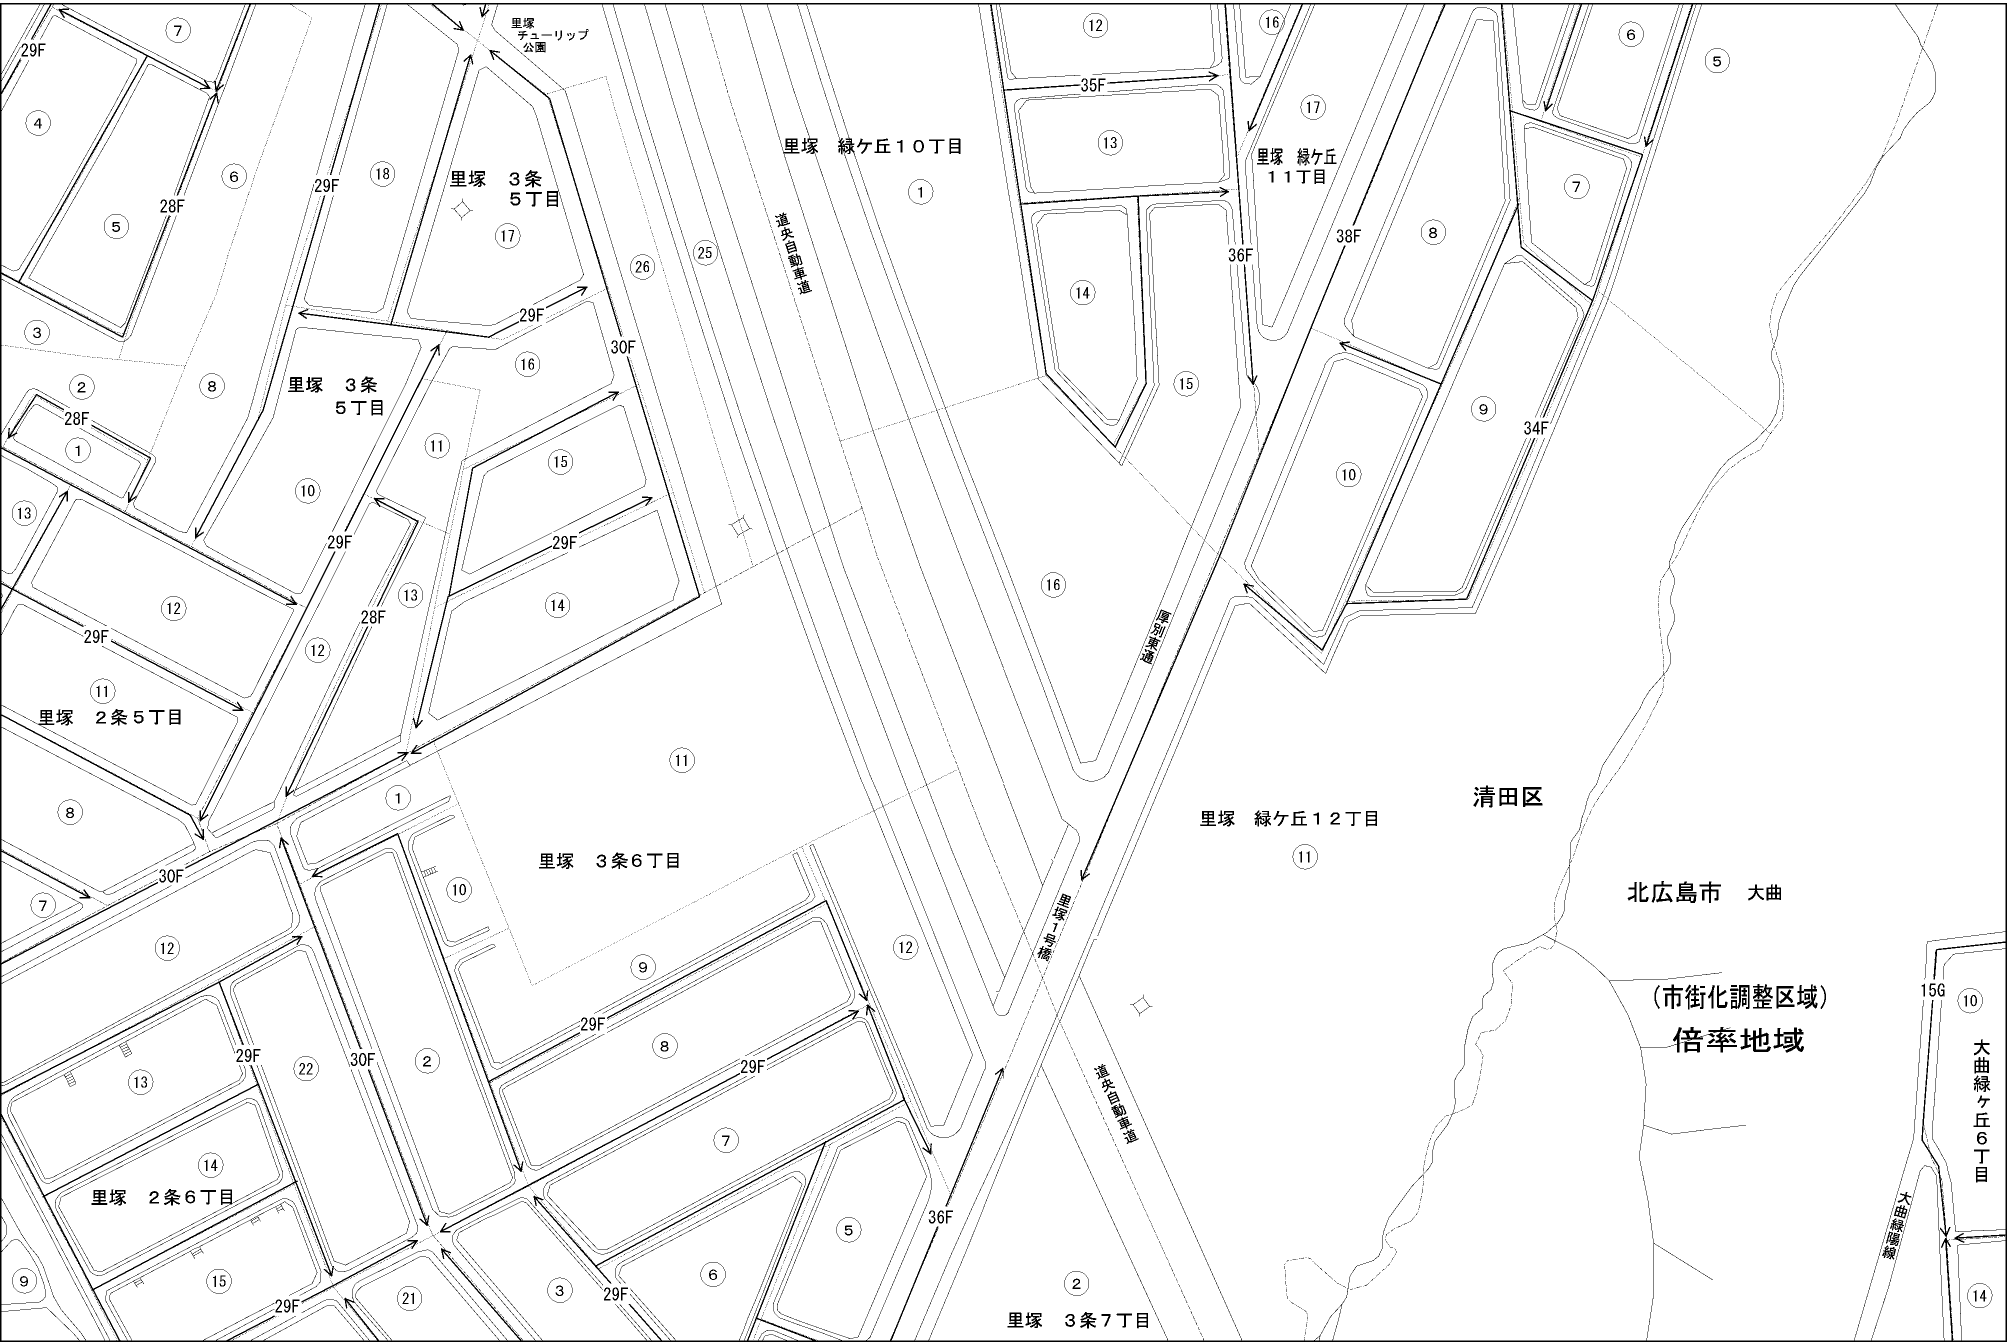 里塚
チューリップ
公園
⑦
29F
④
⑤
⑥
28F
29F
⑱
里塚　３条
５丁目
⑰
㉖
㉕
道央自動車道
里塚　緑ケ丘１０丁目
①
⑫
35F
⑬
⑯
⑰
里塚　緑ケ丘
１１丁目
36F
38F
⑧
⑥
⑤
⑦
⑭
⑮
⑨
34F
⑩
③
②
28F
①
⑧
里塚　３条
５丁目
29F
30F
⑯
⑪
⑮
29F
⑭
⑩
29F
⑬
⑫
29F
⑪
里塚　２条５丁目
28F
⑬
⑫
⑧
⑦
30F
⑯
厚別東通
⑪
里塚　３条６丁目
①
⑩
里塚　緑ケ丘１２丁目
⑪
清田区
北広島市　大曲
(市街化調整区域)
倍率地域
里塚１号橋
道央自動車道
⑫
⑨
29F
⑧
29F
⑦
⑫
⑬
29F
㉒
30F
②
⑭
里塚　２条６丁目
⑮
29F
㉑
③
29F
⑥
⑤
36F
②
里塚　３条７丁目
⑨
15G
⑩
大曲緑ヶ丘６丁目
大曲緑陽線
⑭